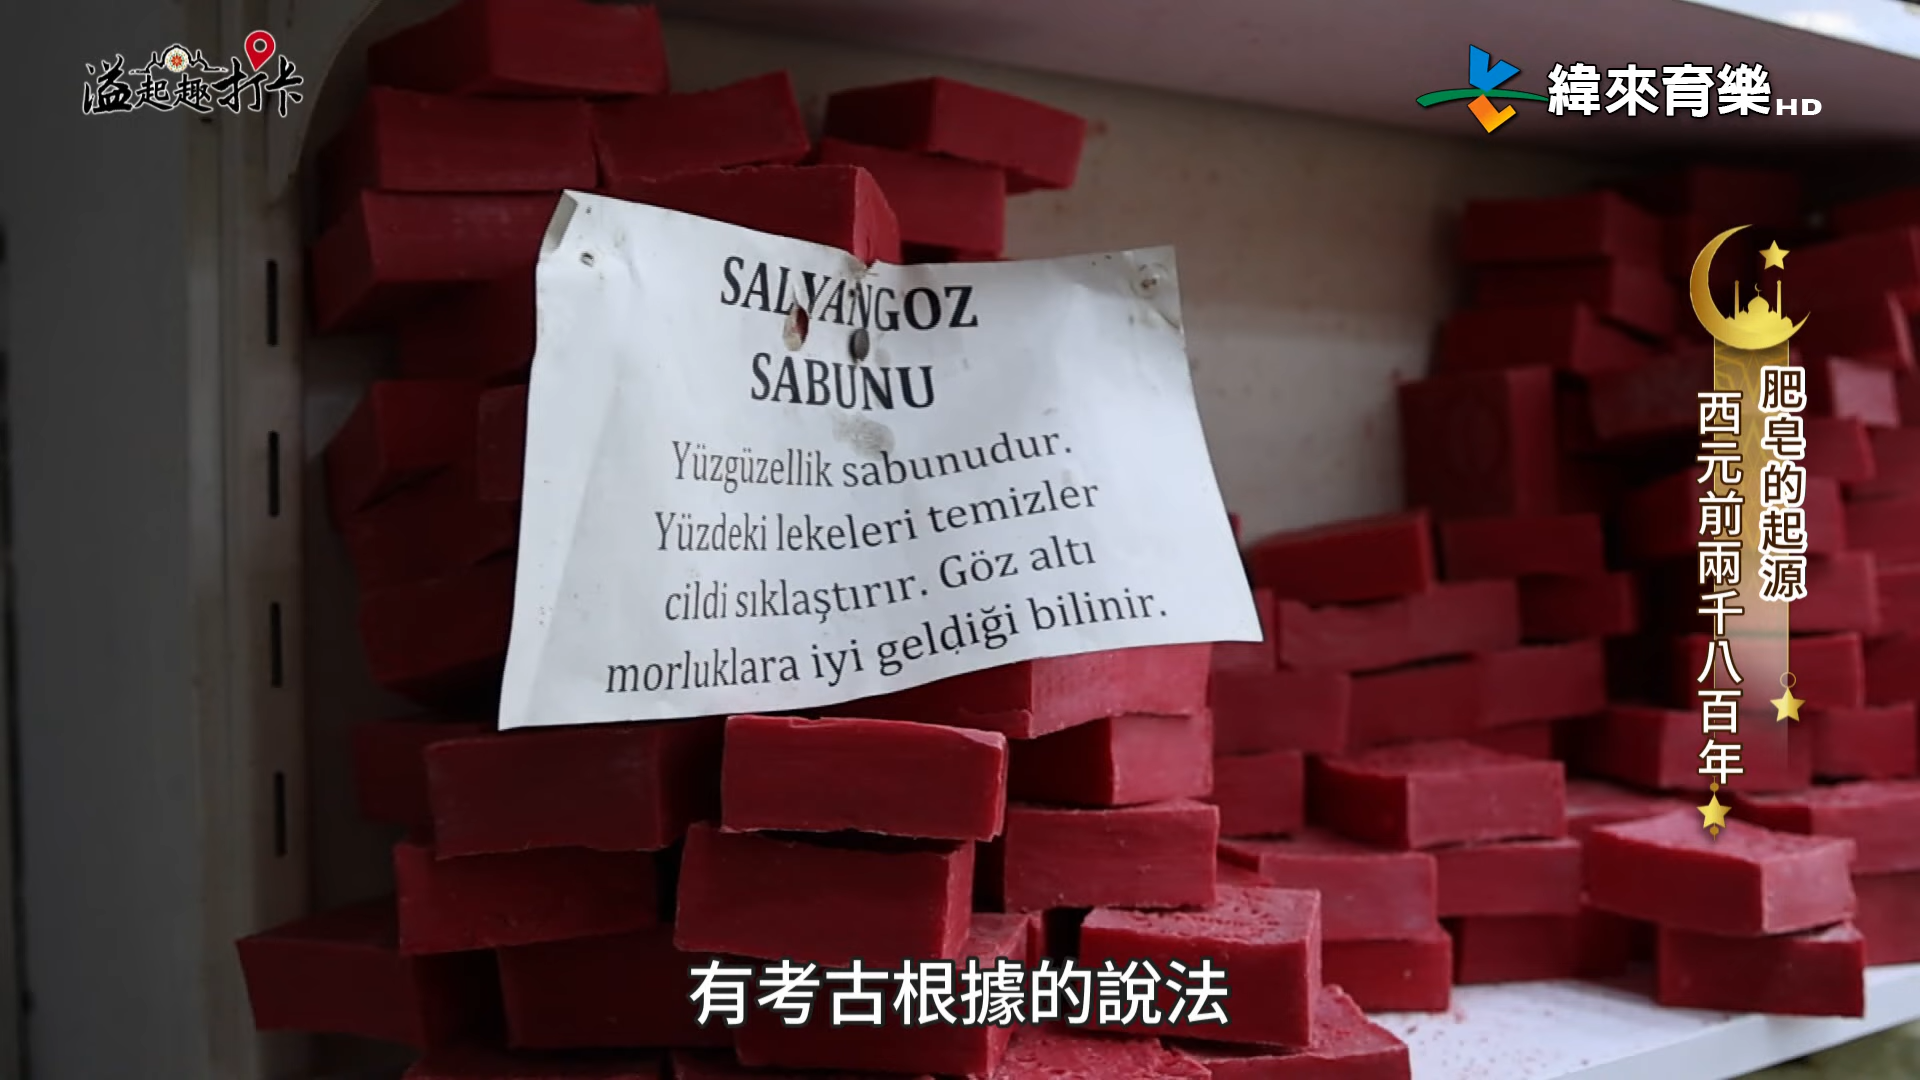 溢起趣打卡
緯來育樂HD
SALYANGOZ
SABUNU
Yüzgüzellik sabunudur.
Yüzdeki lekeleri temizler
cildi sıklaştırır. Göz altı
morluklara iyi geldiği bilinir.
肥皂的起源
西元前兩千八百年
有考古根據的說法